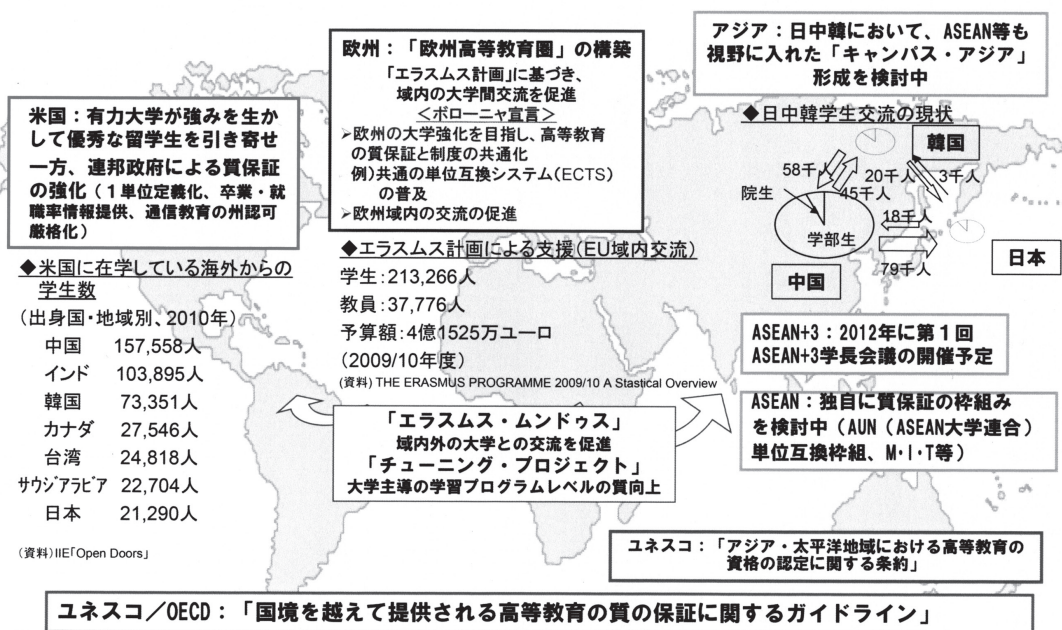 米国：有力大学が強みを生か
して優秀な留学生を引き寄せ
一方、連邦政府による質保証
の強化（１単位定義化、卒業・就
職率情報提供、通信教育の州認可
厳格化）
◆米国に在学している海外からの
学生数
（出身国・地域別、2010年）
中国 157,558人
インド 103,895人
韓国 73,351人
カナダ 27,546人
台湾 24,818人
サウジアラビア 22,704人
日本 21,290人
（資料）IIE「Open Doors」
欧州：「欧州高等教育圏」の構築
「エラスムス計画」に基づき、
域内の大学間交流を促進
＜ボローニャ宣言＞
➢欧州の大学強化を目指し、高等教育
の質保証と制度の共通化
例）共通の単位互換システム（ECTS）
の普及
➢欧州域内の交流の促進
◆エラスムス計画による支援（EU域内交流）
学生：213,266人
教員：37,776人
予算額：4億1525万ユーロ
（2009/10年度）
（資料）THE ERASMUS PROGRAMME 2009/10 A Stastical Overview
「エラスムス・ムンドゥス」
域内外の大学との交流を促進
「チューニング・プロジェクト」
大学主導の学習プログラムレベルの質向上
アジア：日中韓において、ASEAN等も
視野に入れた「キャンパス・アジア」
形成を検討中
◆日中韓学生交流の現状
韓国
58千人
20千人
3千人
院生
45千人
18千人
学部生
79千人
日本
中国
ASEAN+3：2012年に第１回
ASEAN+3学長会議の開催予定
ASEAN：独自に質保証の枠組み
を検討中（AUN（ASEAN大学連合）
単位互換枠組、M・I・T等）
ユネスコ：「アジア・太平洋地域における高等教育の
資格の認定に関する条約」
ユネスコ／OECD：「国境を越えて提供される高等教育の質の保証に関するガイドライン」